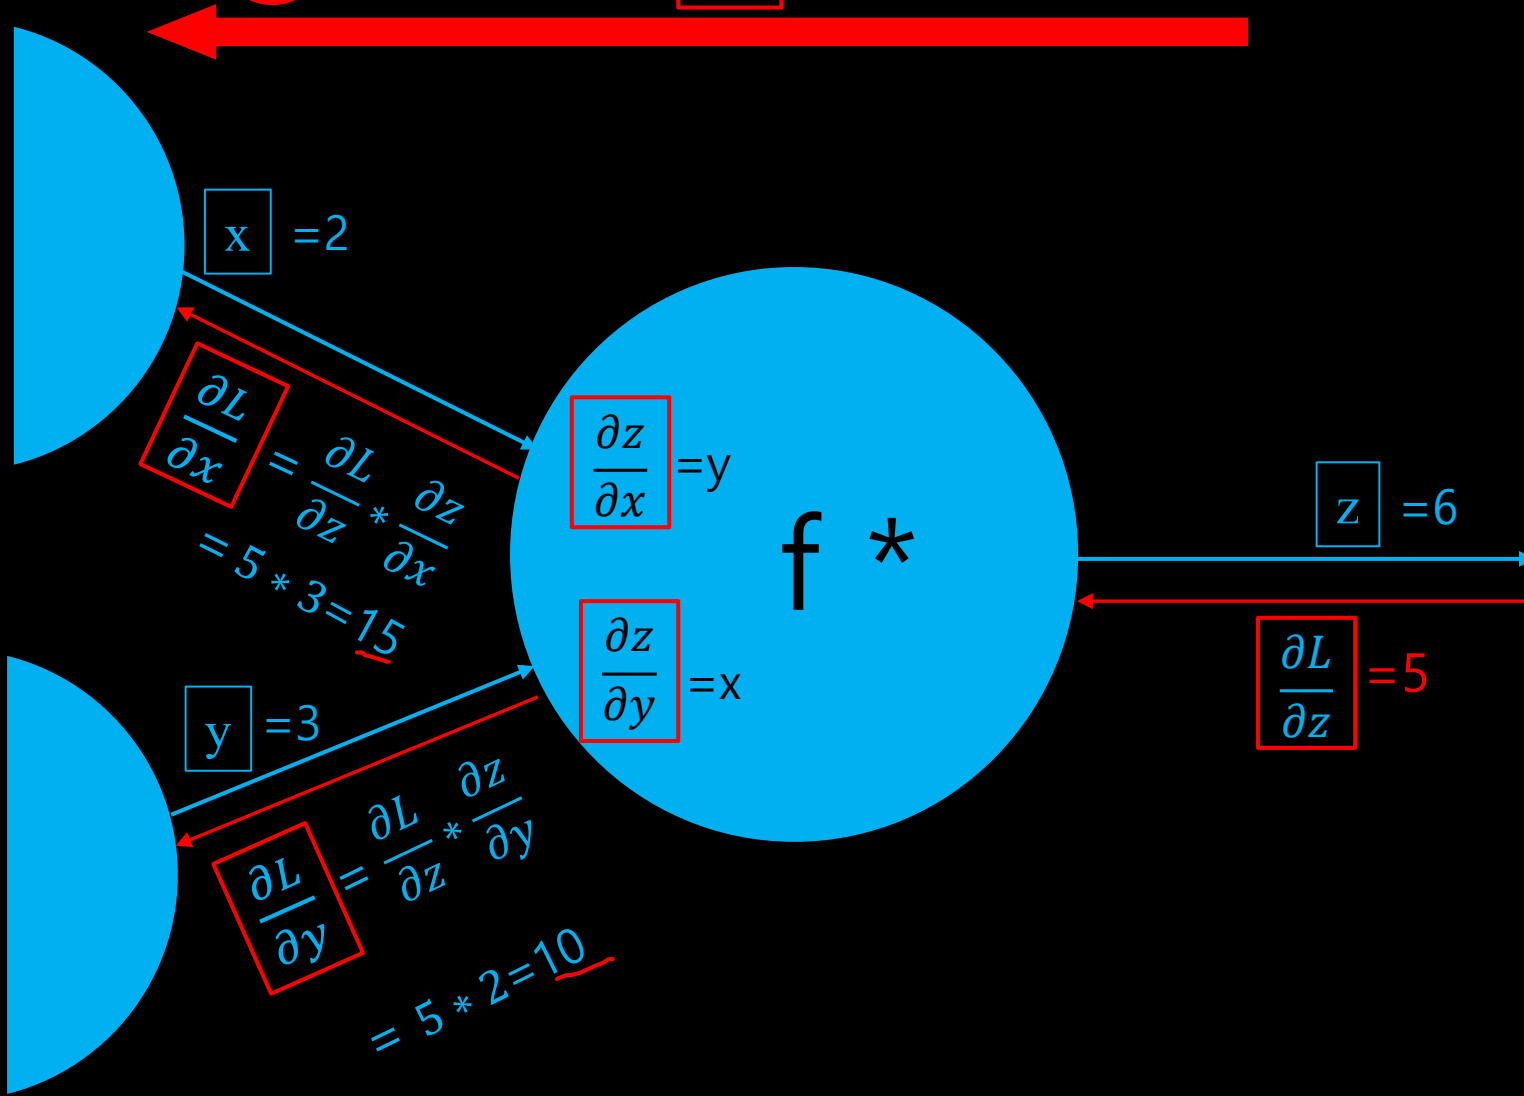 x =2
∂L/∂x = ∂L/∂z * ∂z/∂x
= 5 * 3=15
∂z/∂x =y
f *
∂z/∂y =x
z =6
∂L/∂z =5
y =3
∂L/∂y = ∂L/∂z * ∂z/∂y
= 5 * 2=10